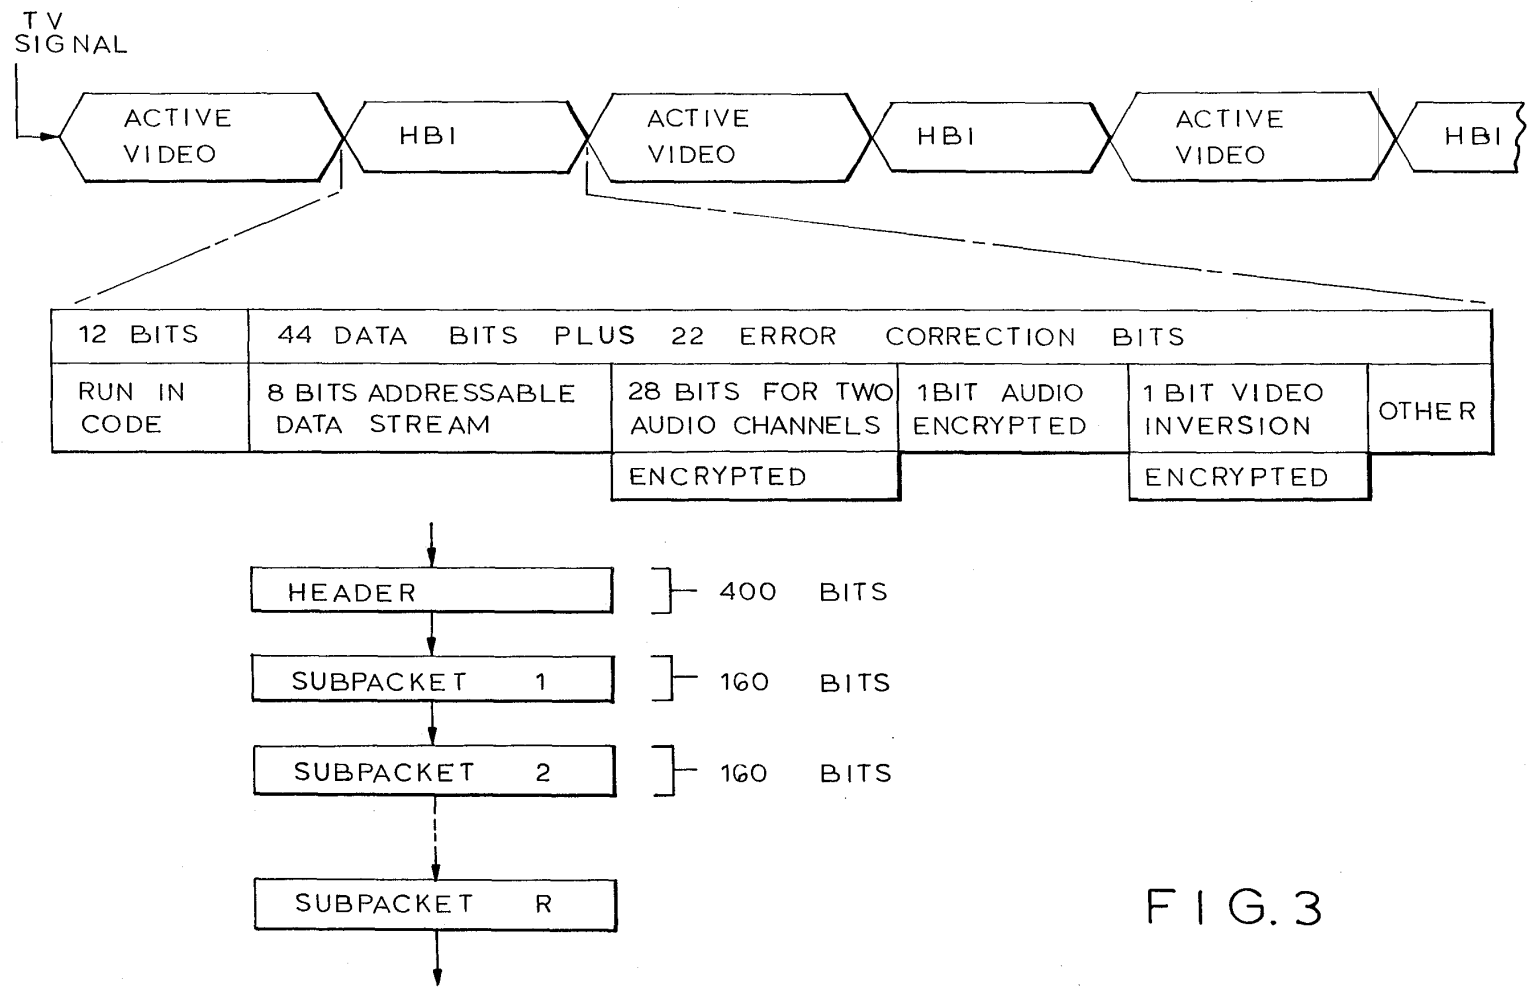 TV
SIGNAL
ACTIVE
VIDEO
HBI
ACTIVE
VIDEO
HBI
ACTIVE
VIDEO
HBI
12 BITS
44 DATA BITS PLUS 22 ERROR CORRECTION BITS
RUN IN
CODE
8 BITS ADDRESSABLE
DATA STREAM
28 BITS FOR TWO
AUDIO CHANNELS
1 BIT AUDIO
ENCRYPTED
1 BIT VIDEO
INVERSION
OTHER
ENCRYPTED
ENCRYPTED
HEADER
400 BITS
SUBPACKET 1
160 BITS
SUBPACKET 2
160 BITS
SUBPACKET R
FIG. 3